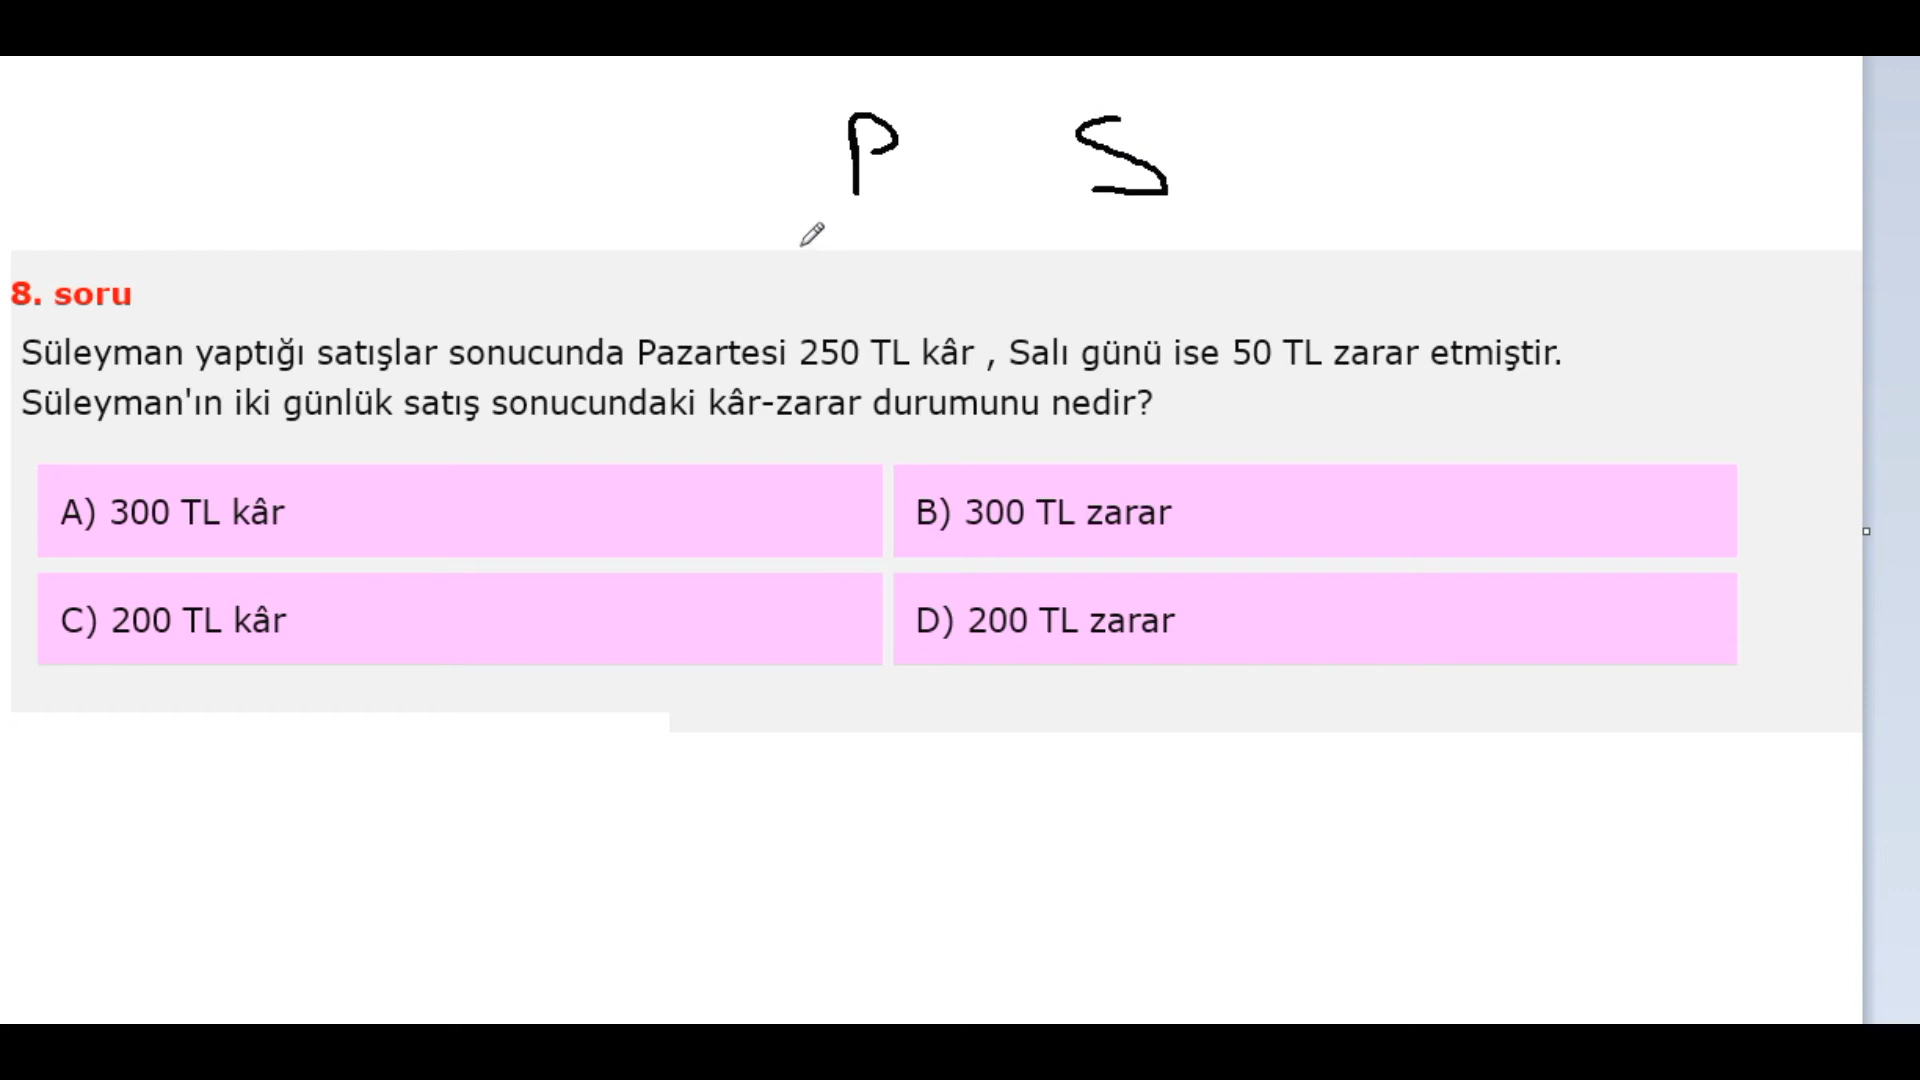 P S
8. soru
Süleyman yaptığı satışlar sonucunda Pazartesi 250 TL kâr , Salı günü ise 50 TL zarar etmiştir.
Süleyman'ın iki günlük satış sonucundaki kâr-zarar durumunu nedir?
A) 300 TL kâr
B) 300 TL zarar
C) 200 TL kâr
D) 200 TL zarar